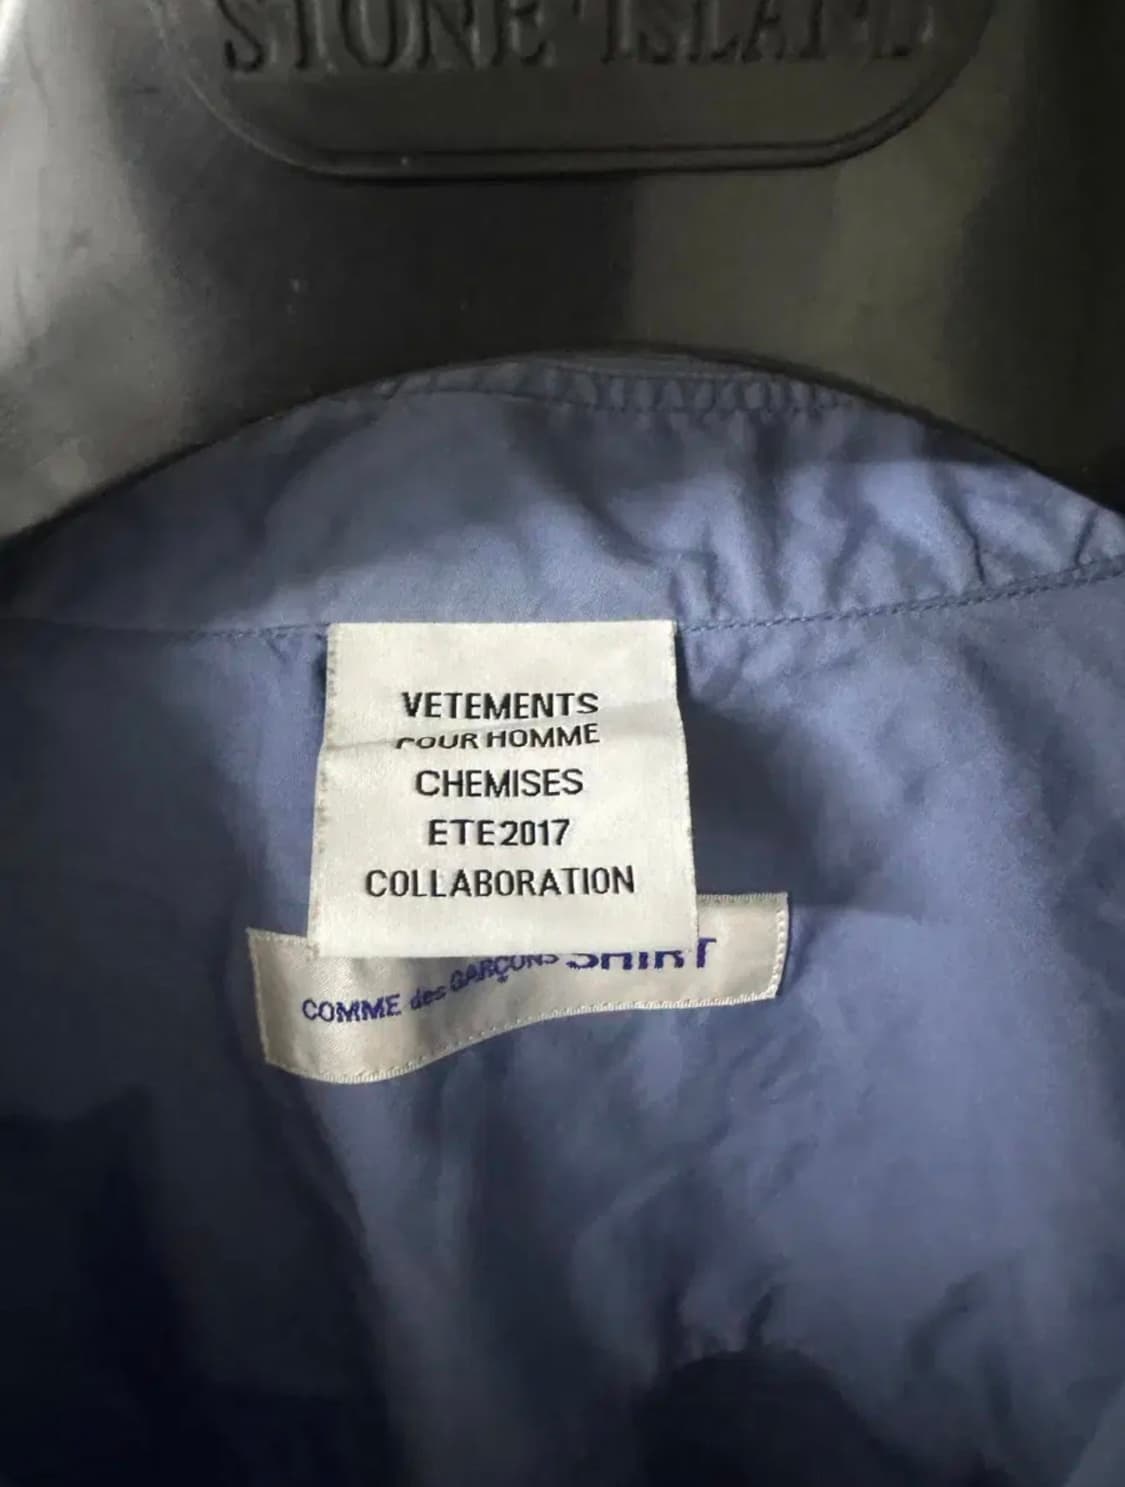 STONE ISLAND
VETEMENTS
POUR HOMME
CHEMISES
ETE 2017
COLLABORATION
COMME des GARÇONS SHIRT